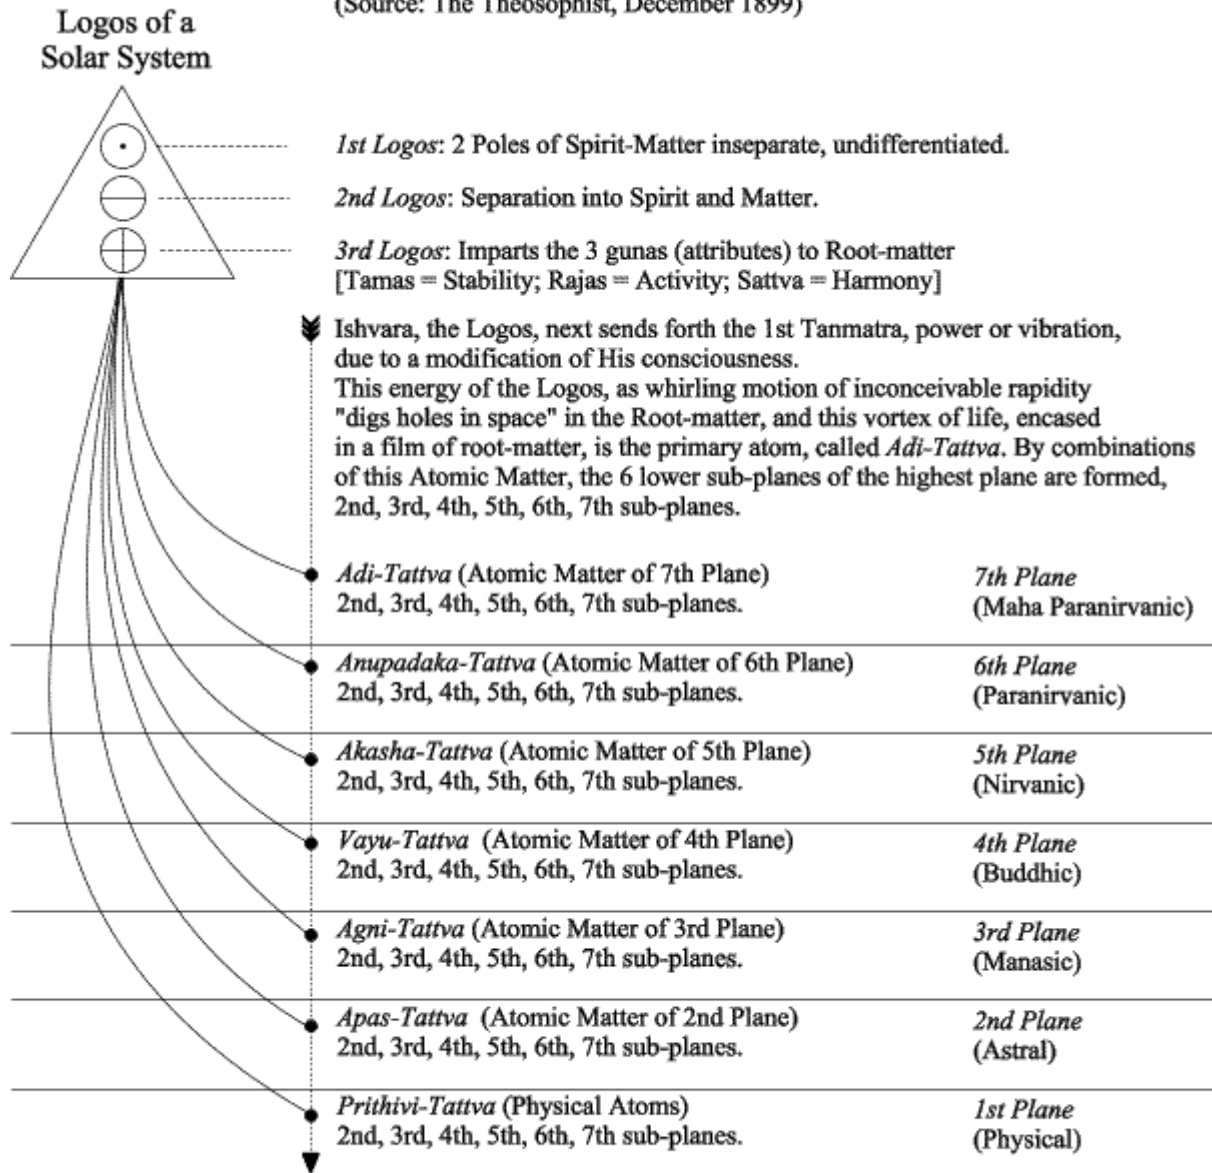 (Source: The Theosophist, December 1899)
Logos of a
Solar System
1st Logos: 2 Poles of Spirit-Matter inseparate, undifferentiated.
2nd Logos: Separation into Spirit and Matter.
3rd Logos: Imparts the 3 gunas (attributes) to Root-matter
[Tamas = Stability; Rajas = Activity; Sattva = Harmony]
Ishvara, the Logos, next sends forth the 1st Tanmatra, power or vibration,
due to a modification of His consciousness.
This energy of the Logos, as whirling motion of inconceivable rapidity
"digs holes in space" in the Root-matter, and this vortex of life, encased
in a film of root-matter, is the primary atom, called Adi-Tattva. By combinations
of this Atomic Matter, the 6 lower sub-planes of the highest plane are formed,
2nd, 3rd, 4th, 5th, 6th, 7th sub-planes.
Adi-Tattva (Atomic Matter of 7th Plane)
2nd, 3rd, 4th, 5th, 6th, 7th sub-planes.
7th Plane
(Maha Paranirvanic)
Anupadaka-Tattva (Atomic Matter of 6th Plane)
2nd, 3rd, 4th, 5th, 6th, 7th sub-planes.
6th Plane
(Paranirvanic)
Akasha-Tattva (Atomic Matter of 5th Plane)
2nd, 3rd, 4th, 5th, 6th, 7th sub-planes.
5th Plane
(Nirvanic)
Vayu-Tattva (Atomic Matter of 4th Plane)
2nd, 3rd, 4th, 5th, 6th, 7th sub-planes.
4th Plane
(Buddhic)
Agni-Tattva (Atomic Matter of 3rd Plane)
2nd, 3rd, 4th, 5th, 6th, 7th sub-planes.
3rd Plane
(Manasic)
Apas-Tattva (Atomic Matter of 2nd Plane)
2nd, 3rd, 4th, 5th, 6th, 7th sub-planes.
2nd Plane
(Astral)
Prithivi-Tattva (Physical Atoms)
2nd, 3rd, 4th, 5th, 6th, 7th sub-planes.
1st Plane
(Physical)